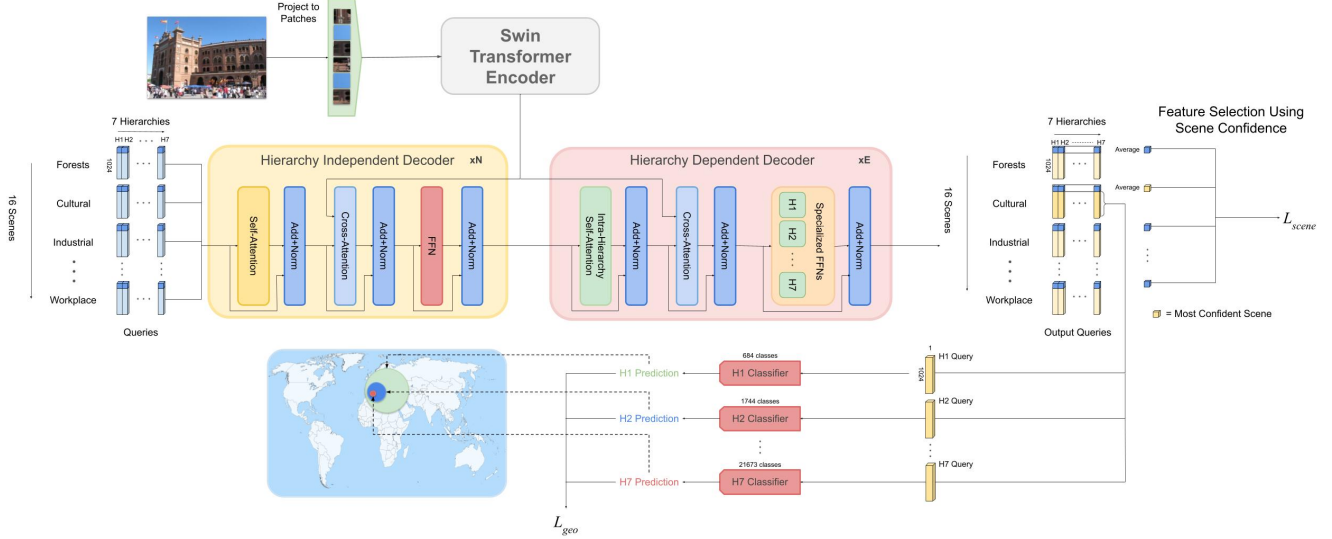 Project to
Patches
Swin
Transformer
Encoder
7 Hierarchies
H1 H2 · · · H7
1024
16 Scenes
Forests
Cultural
Industrial
Workplace
Queries
Hierarchy Independent Decoder xN
Self-Attention
Add+Norm
Cross-Attention
Add+Norm
FFN
Add+Norm
Hierarchy Dependent Decoder xE
Intra-Hierarchy
Self-Attention
Add+Norm
Cross-Attention
Add+Norm
H1
H2
H7
Specialized FFNs
Add+Norm
16 Scenes
7 Hierarchies
H1 H2 ········· H7
1024
Forests
Cultural
Industrial
Workplace
Output Queries
Feature Selection Using
Scene Confidence
Average
Average
L_scene
= Most Confident Scene
H1 Prediction
684 classes
H1 Classifier
1
1024
H1 Query
H2 Prediction
1744 classes
H2 Classifier
H2 Query
H7 Prediction
21673 classes
H7 Classifier
H7 Query
L_geo